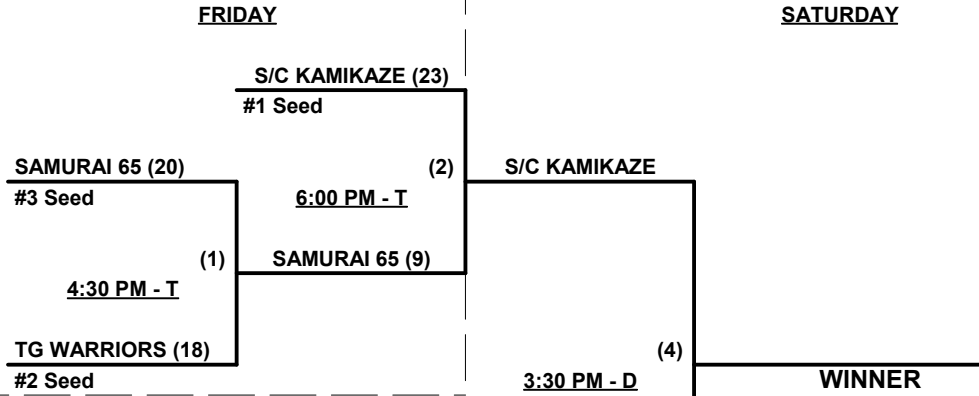 FRIDAY
SATURDAY
S/C KAMIKAZE (23)
#1 Seed
SAMURAI 65 (20)
(2)
S/C KAMIKAZE
#3 Seed
6:00 PM - T
(1)
SAMURAI 65 (9)
4:30 PM - T
TG WARRIORS (18)
(4)
#2 Seed
3:30 PM - D
WINNER